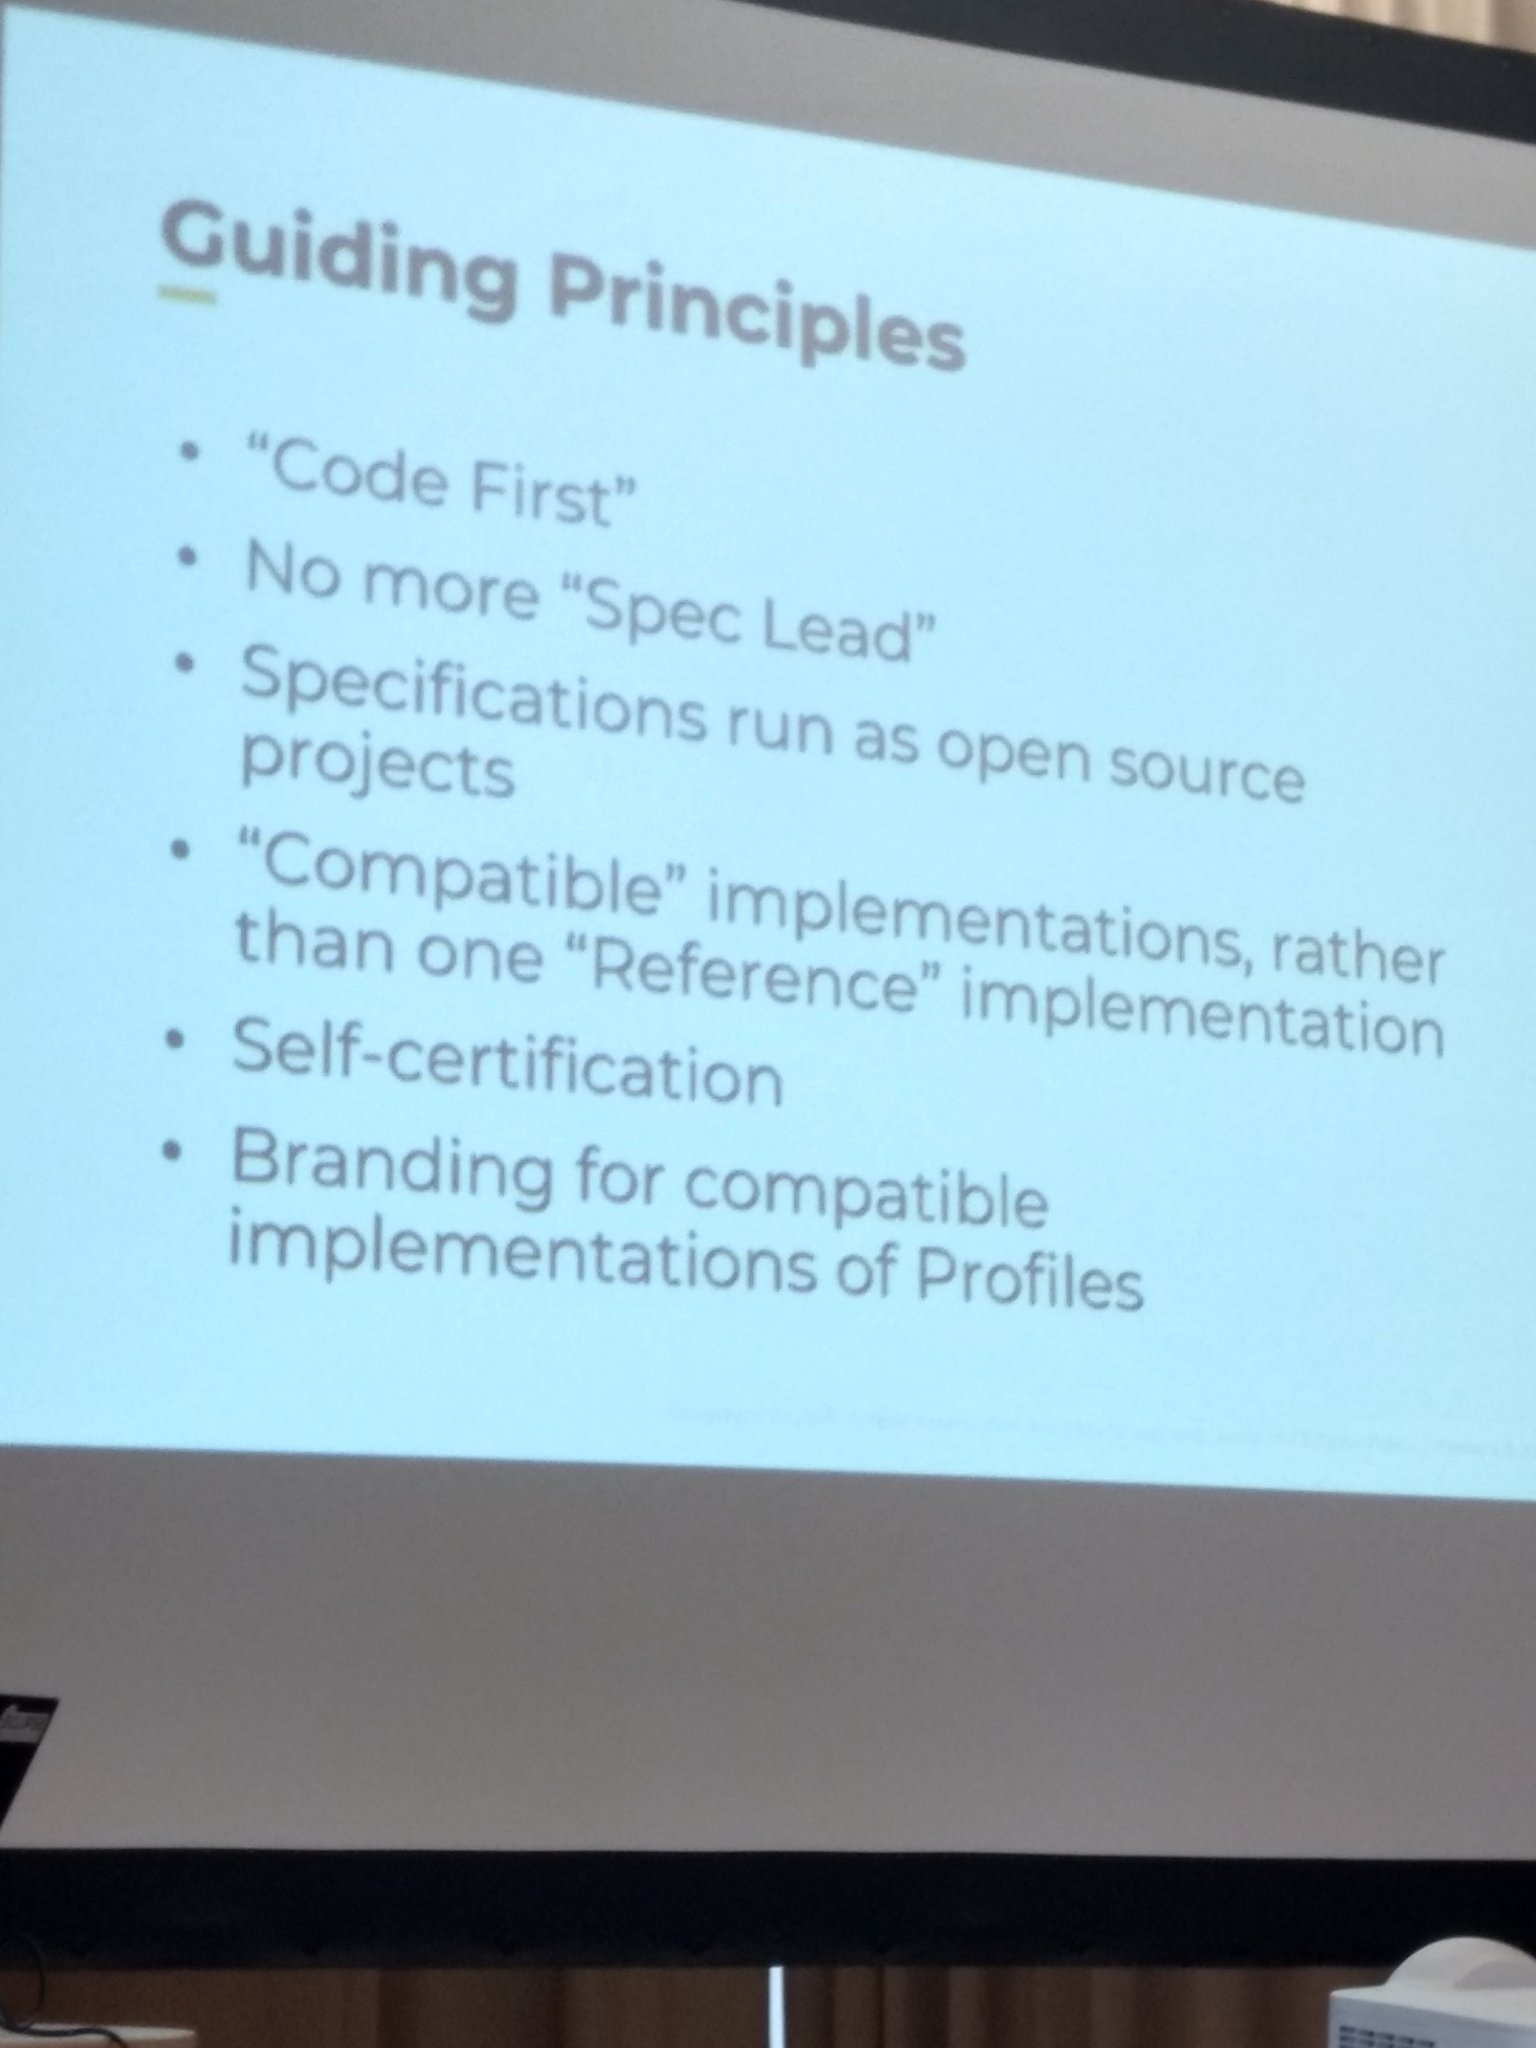 Guiding Principles
• “Code First”
• No more “Spec Lead”
• Specifications run as open source
projects
• “Compatible” implementations, rather
than one “Reference” implementation
• Self-certification
• Branding for compatible
implementations of Profiles